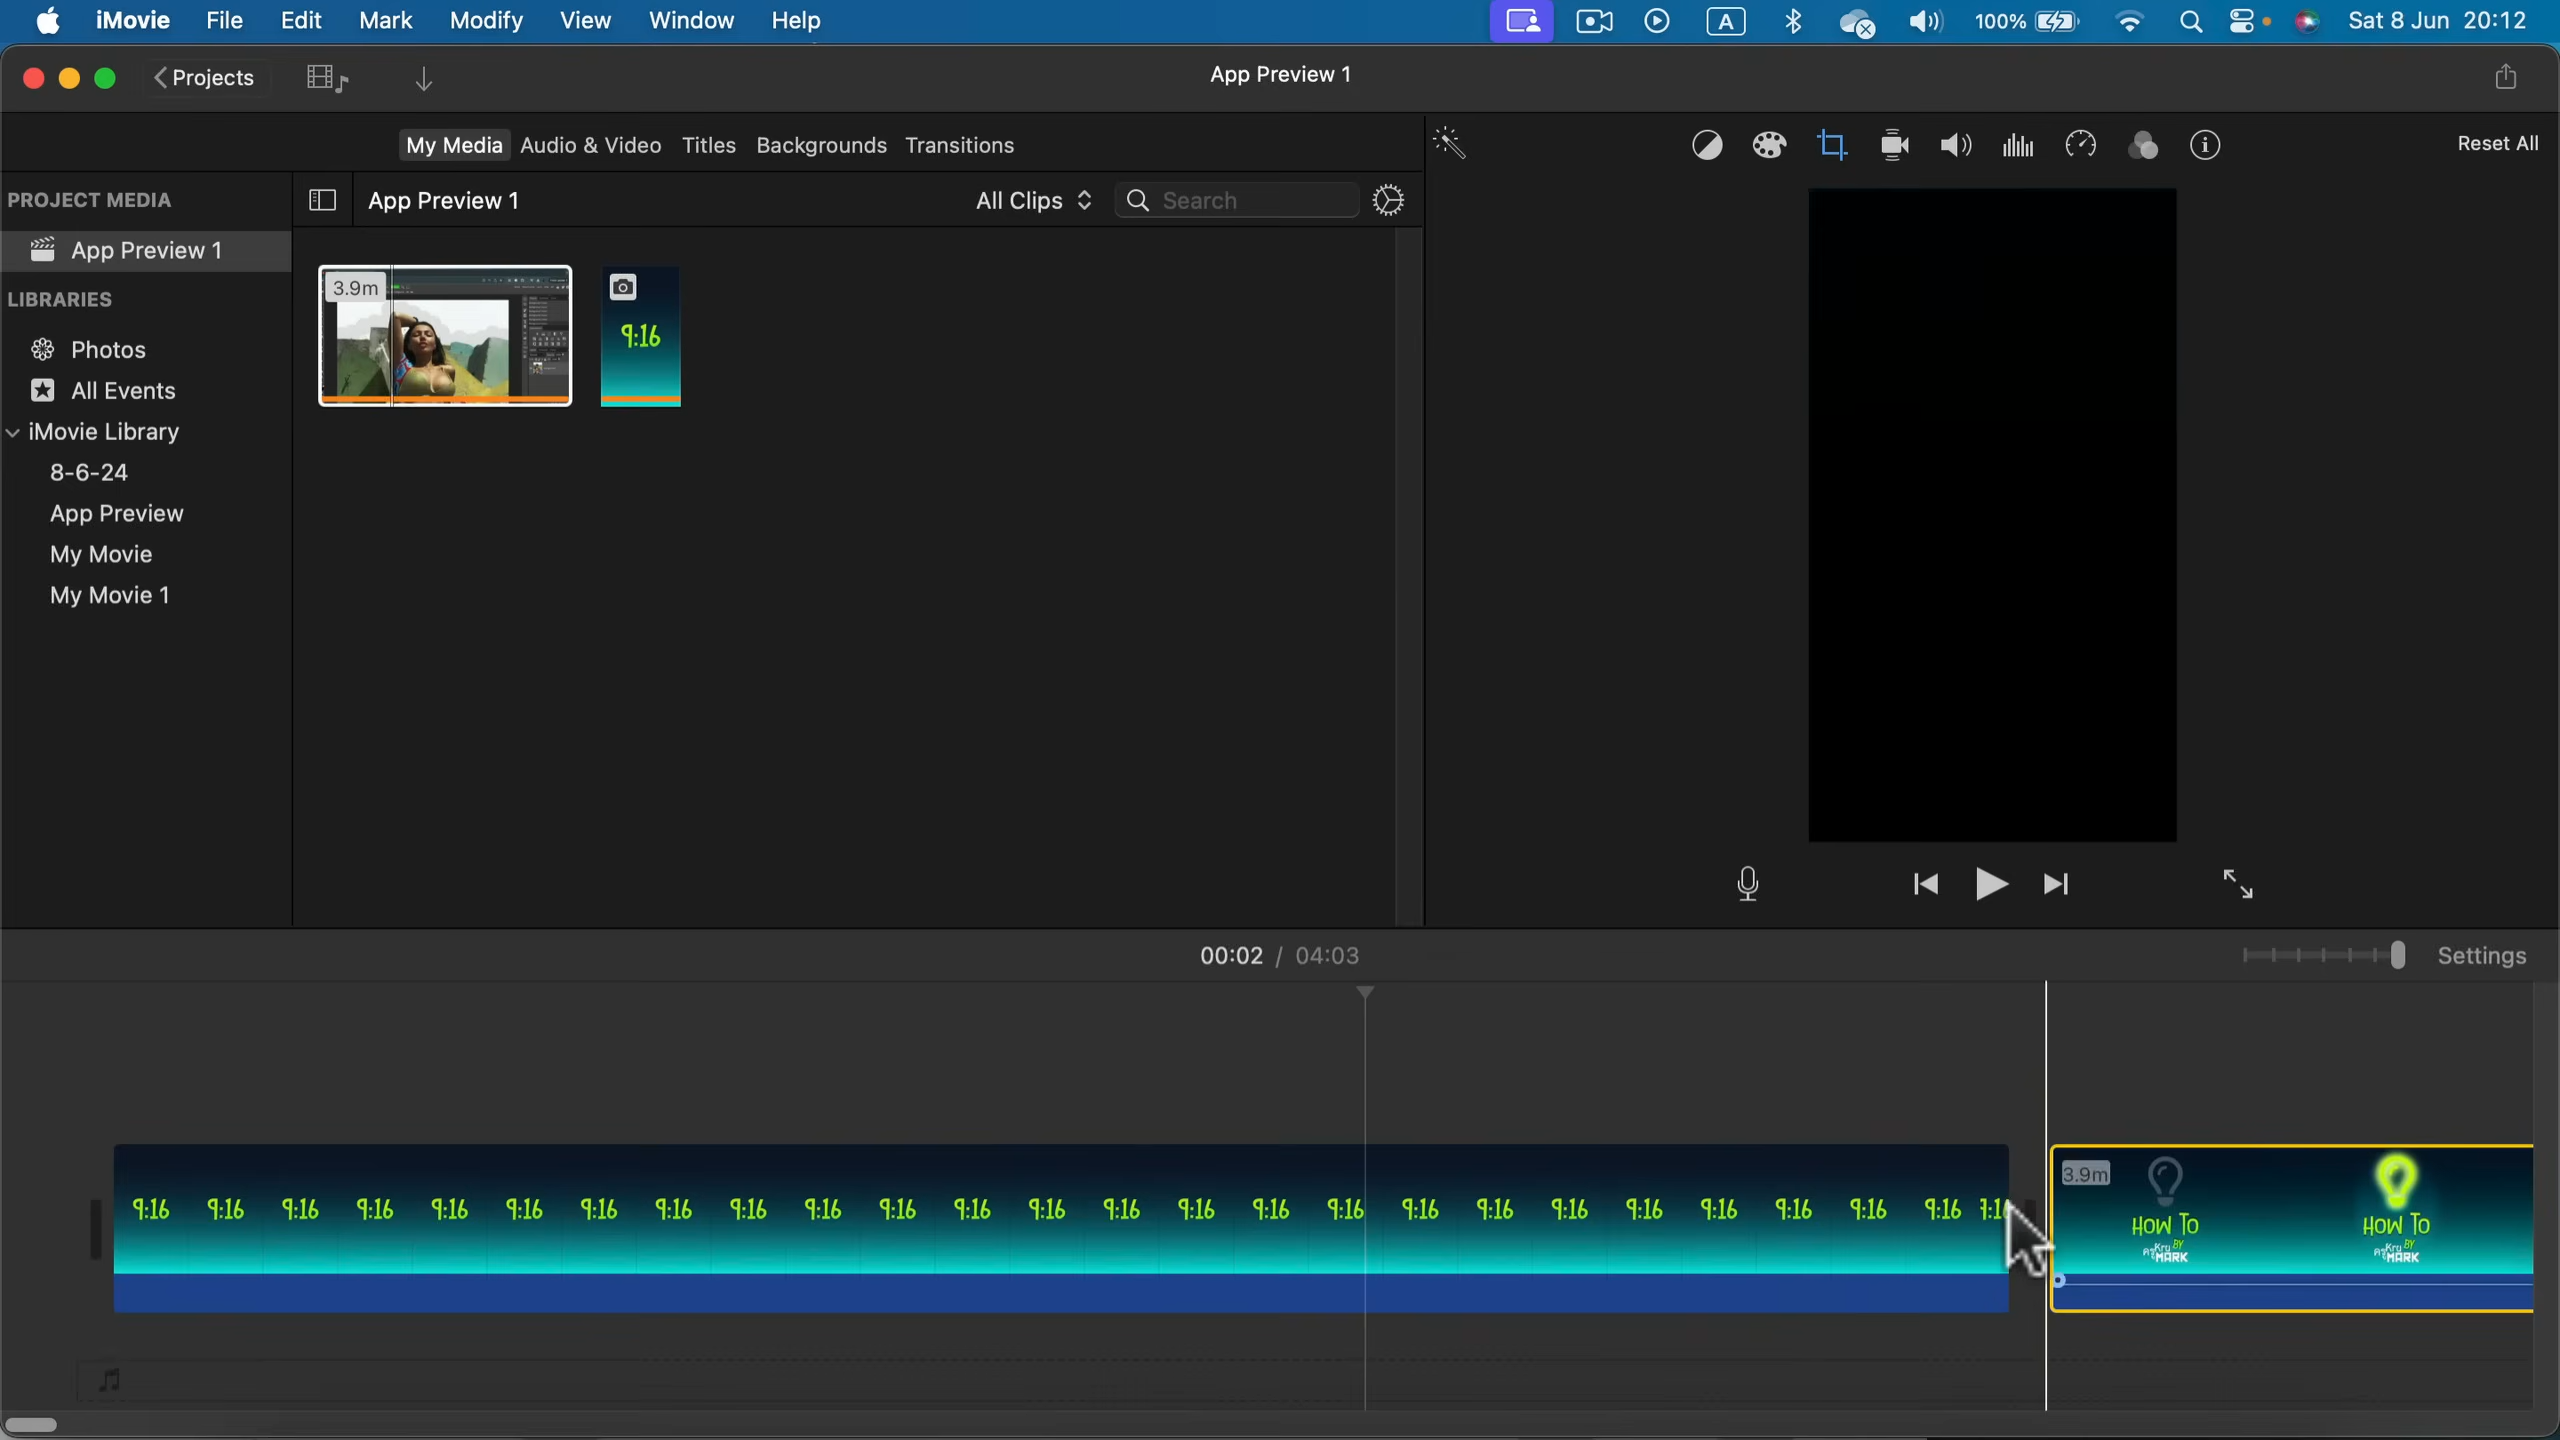 iMovie File Edit Mark Modify View Window Help A 100% Sat 8 Jun 20:12
Projects App Preview 1
My Media Audio & Video Titles Backgrounds Transitions Reset All
PROJECT MEDIA
App Preview 1 All Clips Search
App Preview 1
LIBRARIES
3.9m
9:16
Photos
All Events
iMovie Library
8-6-24
App Preview
My Movie
My Movie 1
00:02 / 04:03 Settings
3.9m
9:16 9:16 9:16 9:16 9:16 9:16 9:16 9:16 9:16 9:16 9:16 9:16 9:16 9:16 9:16 9:16 9:16 9:16 9:16 9:16 9:16 9:16 9:16 9:16 9:16
HOW TO HOW TO
ครูKru BY MARK ครูKru BY MARK